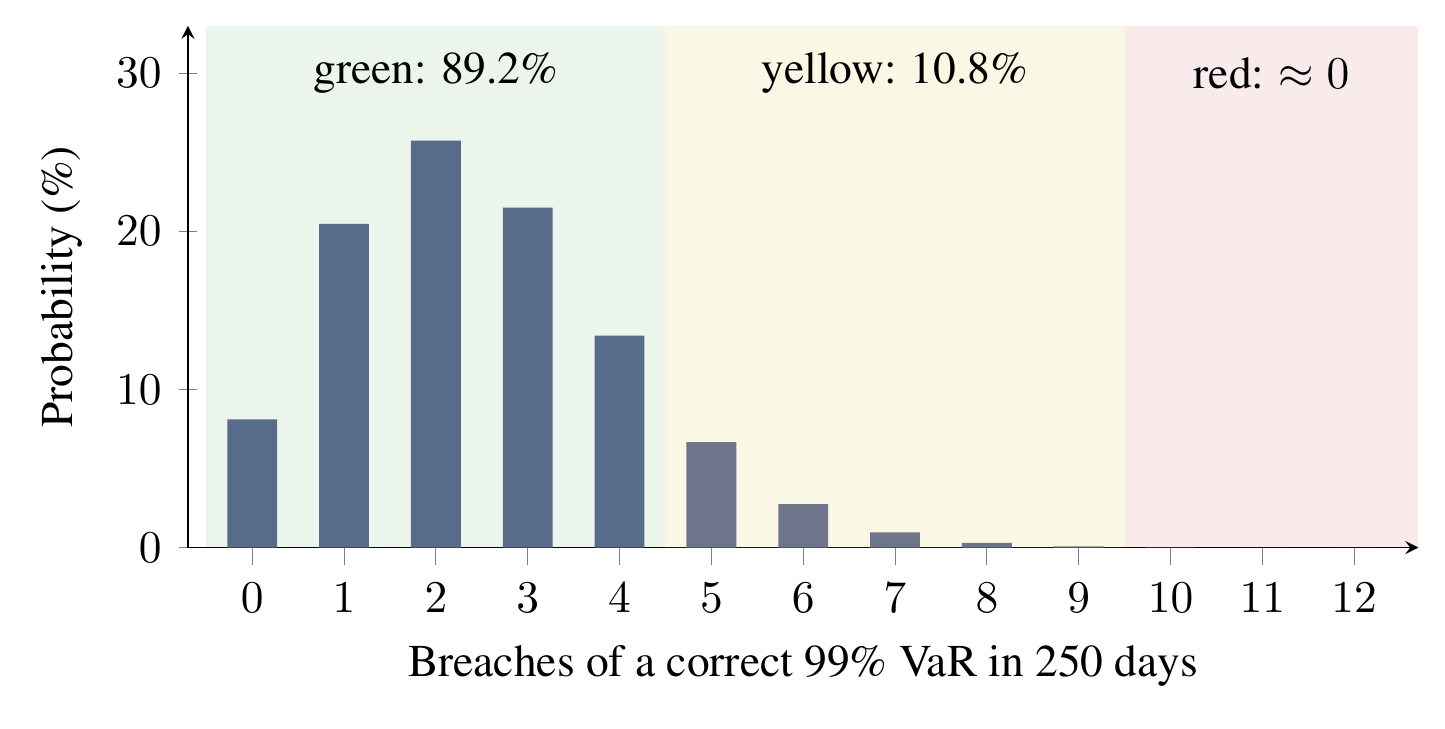 green: 89.2%
yellow: 10.8%
red: ≈ 0
30
20
10
0
Probability (%)
0 1 2 3 4 5 6 7 8 9 10 11 12
Breaches of a correct 99% VaR in 250 days